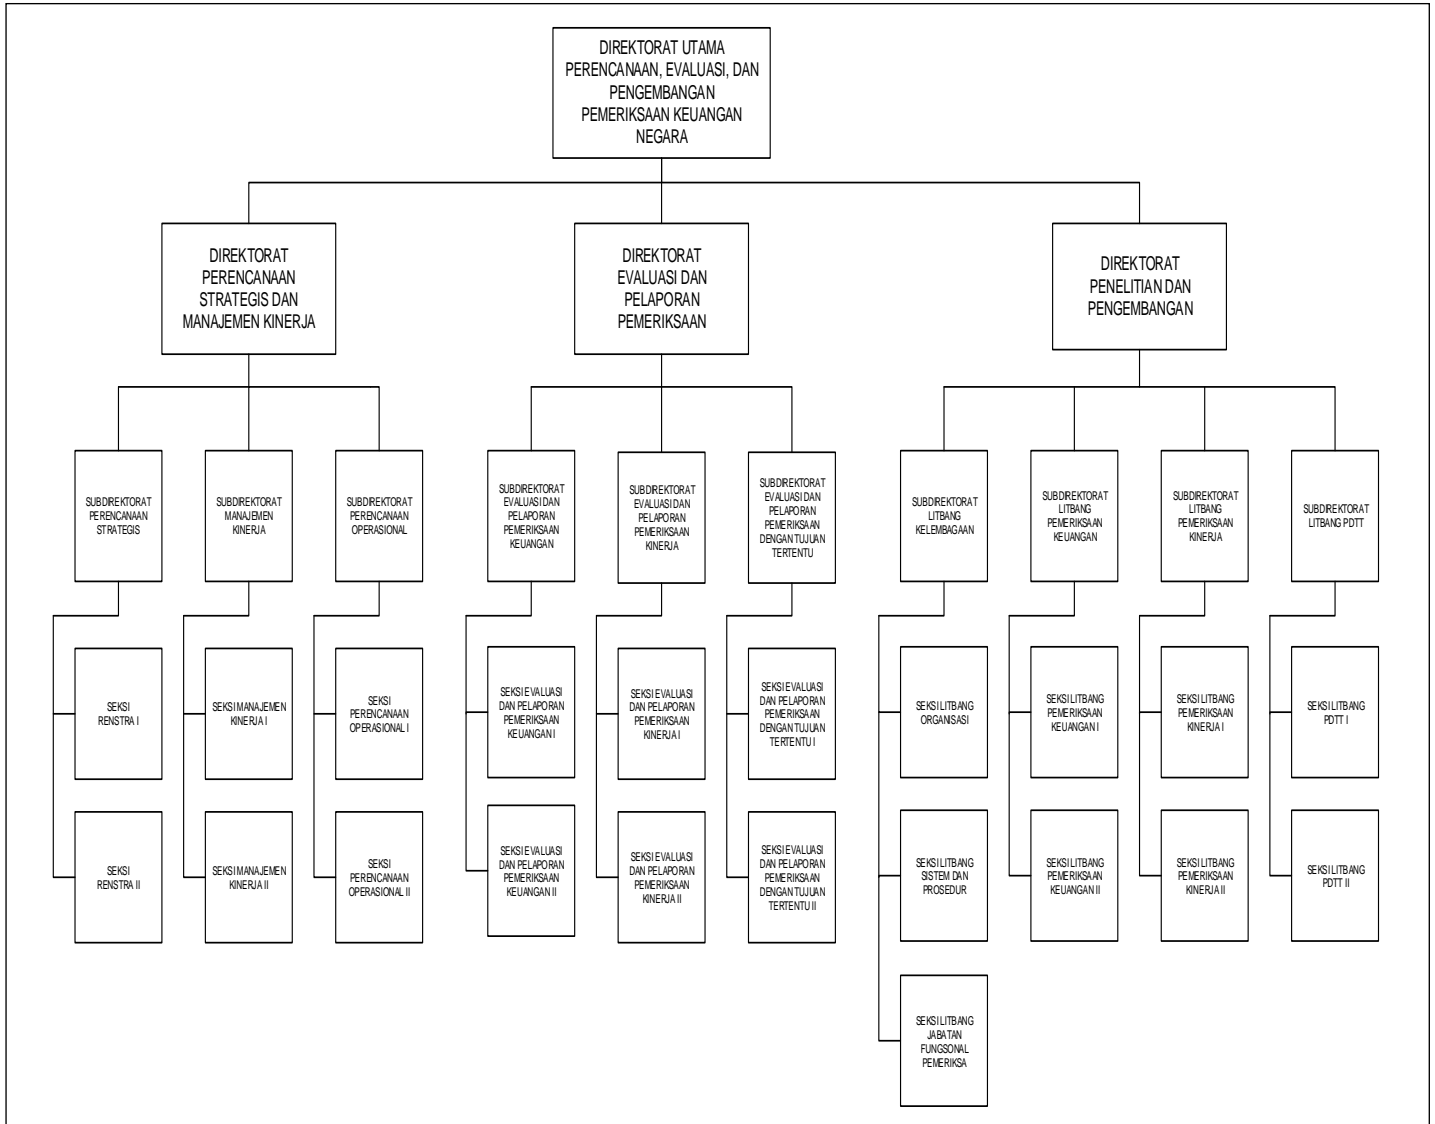 DIREKTORAT UTAMA
PERENCANAAN, EVALUASI, DAN
PENGEMBANGAN
PEMERIKSAAN KEUANGAN
NEGARA
DIREKTORAT
PERENCANAAN
STRATEGIS DAN
MANAJEMEN KINERJA
DIREKTORAT
EVALUASI DAN
PELAPORAN
PEMERIKSAAN
DIREKTORAT
PENELITIAN DAN
PENGEMBANGAN
SUBDIREKTORAT
PERENCANAAN
STRATEGIS
SUBDIREKTORAT
MANAJEMEN
KINERJA
SUBDIREKTORAT
PERENCANAAN
OPERASIONAL
SUBDIREKTORAT
EVALUASI DAN
PELAPORAN
PEMERIKSAAN
KEUANGAN
SUBDIREKTORAT
EVALUASI DAN
PELAPORAN
PEMERIKSAAN
KINERJA
SUBDIREKTORAT
EVALUASI DAN
PELAPORAN
PEMERIKSAAN
DENGAN TUJUAN
TERTENTU
SUBDIREKTORAT
LITBANG
KELEMBAGAAN
SUBDIREKTORAT
LITBANG
PEMERIKSAAN
KEUANGAN
SUBDIREKTORAT
LITBANG
PEMERIKSAAN
KINERJA
SUBDIREKTORAT
LITBANG PDTT
SEKSI
RENSTRA I
SEKSI MANAJEMEN
KINERJA I
SEKSI
PERENCANAAN
OPERASIONAL I
SEKSI EVALUASI
DAN PELAPORAN
PEMERIKSAAN
KEUANGAN I
SEKSI EVALUASI
DAN PELAPORAN
PEMERIKSAAN
KINERJA I
SEKSI EVALUASI
DAN PELAPORAN
PEMERIKSAAN
DENGAN TUJUAN
TERTENTU I
SEKSI LITBANG
ORGANISASI
SEKSI LITBANG
PEMERIKSAAN
KEUANGAN I
SEKSI LITBANG
PEMERIKSAAN
KINERJA I
SEKSI LITBANG
PDTT I
SEKSI
RENSTRA II
SEKSI MANAJEMEN
KINERJA II
SEKSI
PERENCANAAN
OPERASIONAL II
SEKSI EVALUASI
DAN PELAPORAN
PEMERIKSAAN
KEUANGAN II
SEKSI EVALUASI
DAN PELAPORAN
PEMERIKSAAN
KINERJA II
SEKSI EVALUASI
DAN PELAPORAN
PEMERIKSAAN
DENGAN TUJUAN
TERTENTU II
SEKSI LITBANG
SISTEM DAN
PROSEDUR
SEKSI LITBANG
PEMERIKSAAN
KEUANGAN II
SEKSI LITBANG
PEMERIKSAAN
KINERJA II
SEKSI LITBANG
PDTT II
SEKSI LITBANG
JABATAN
FUNGSONAL
PEMERIKSA